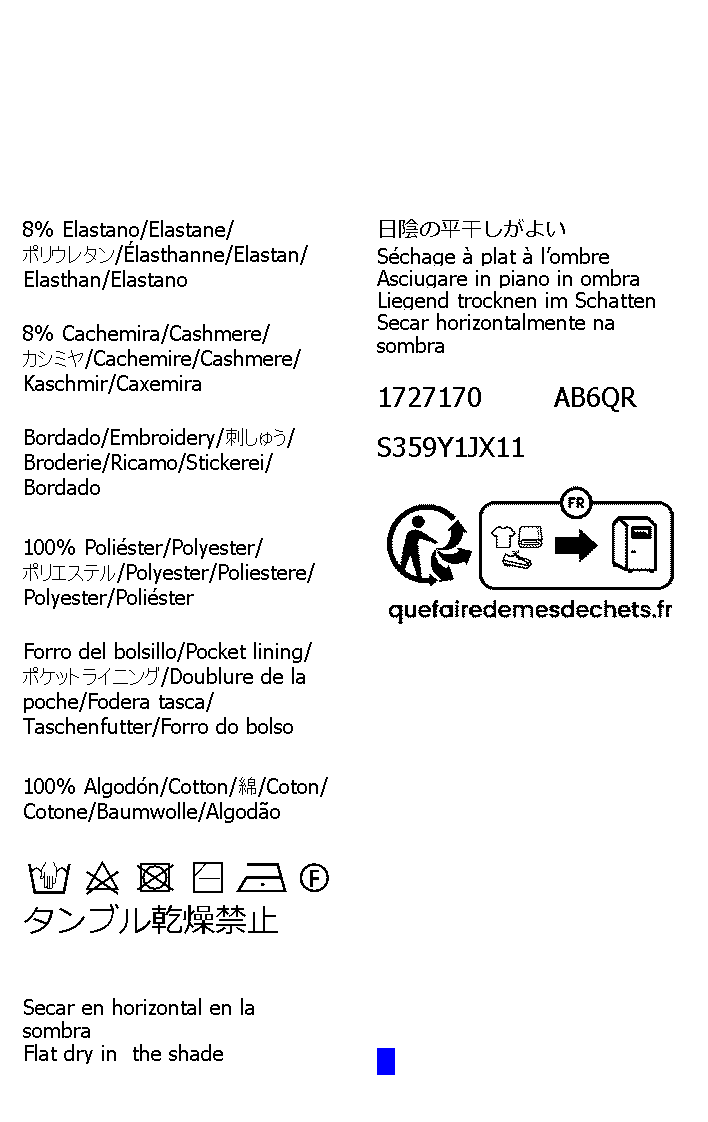 8% Elastano/Elastane/
ポリウレタン/Élasthanne/Elastan/
Elasthan/Elastano
8% Cachemira/Cashmere/
カシミヤ/Cachemire/Cashmere/
Kaschmir/Caxemira
Bordado/Embroidery/刺しゅう/
Broderie/Ricamo/Stickerei/
Bordado
100% Poliéster/Polyester/
ポリエステル/Polyester/Poliestere/
Polyester/Poliéster
Forro del bolsillo/Pocket lining/
ポケットライニング/Doublure de la
poche/Fodera tasca/
Taschenfutter/Forro do bolso
100% Algodón/Cotton/綿/Coton/
Cotone/Baumwolle/Algodão
F
タンブル乾燥禁止
Secar en horizontal en la
sombra
Flat dry in  the shade
日陰の平干しがよい
Séchage à plat à l'ombre
Asciugare in piano in ombra
Liegend trocknen im Schatten
Secar horizontalmente na
sombra
1727170 AB6QR
S359Y1JX11
FR
quefairedemesdechets.fr